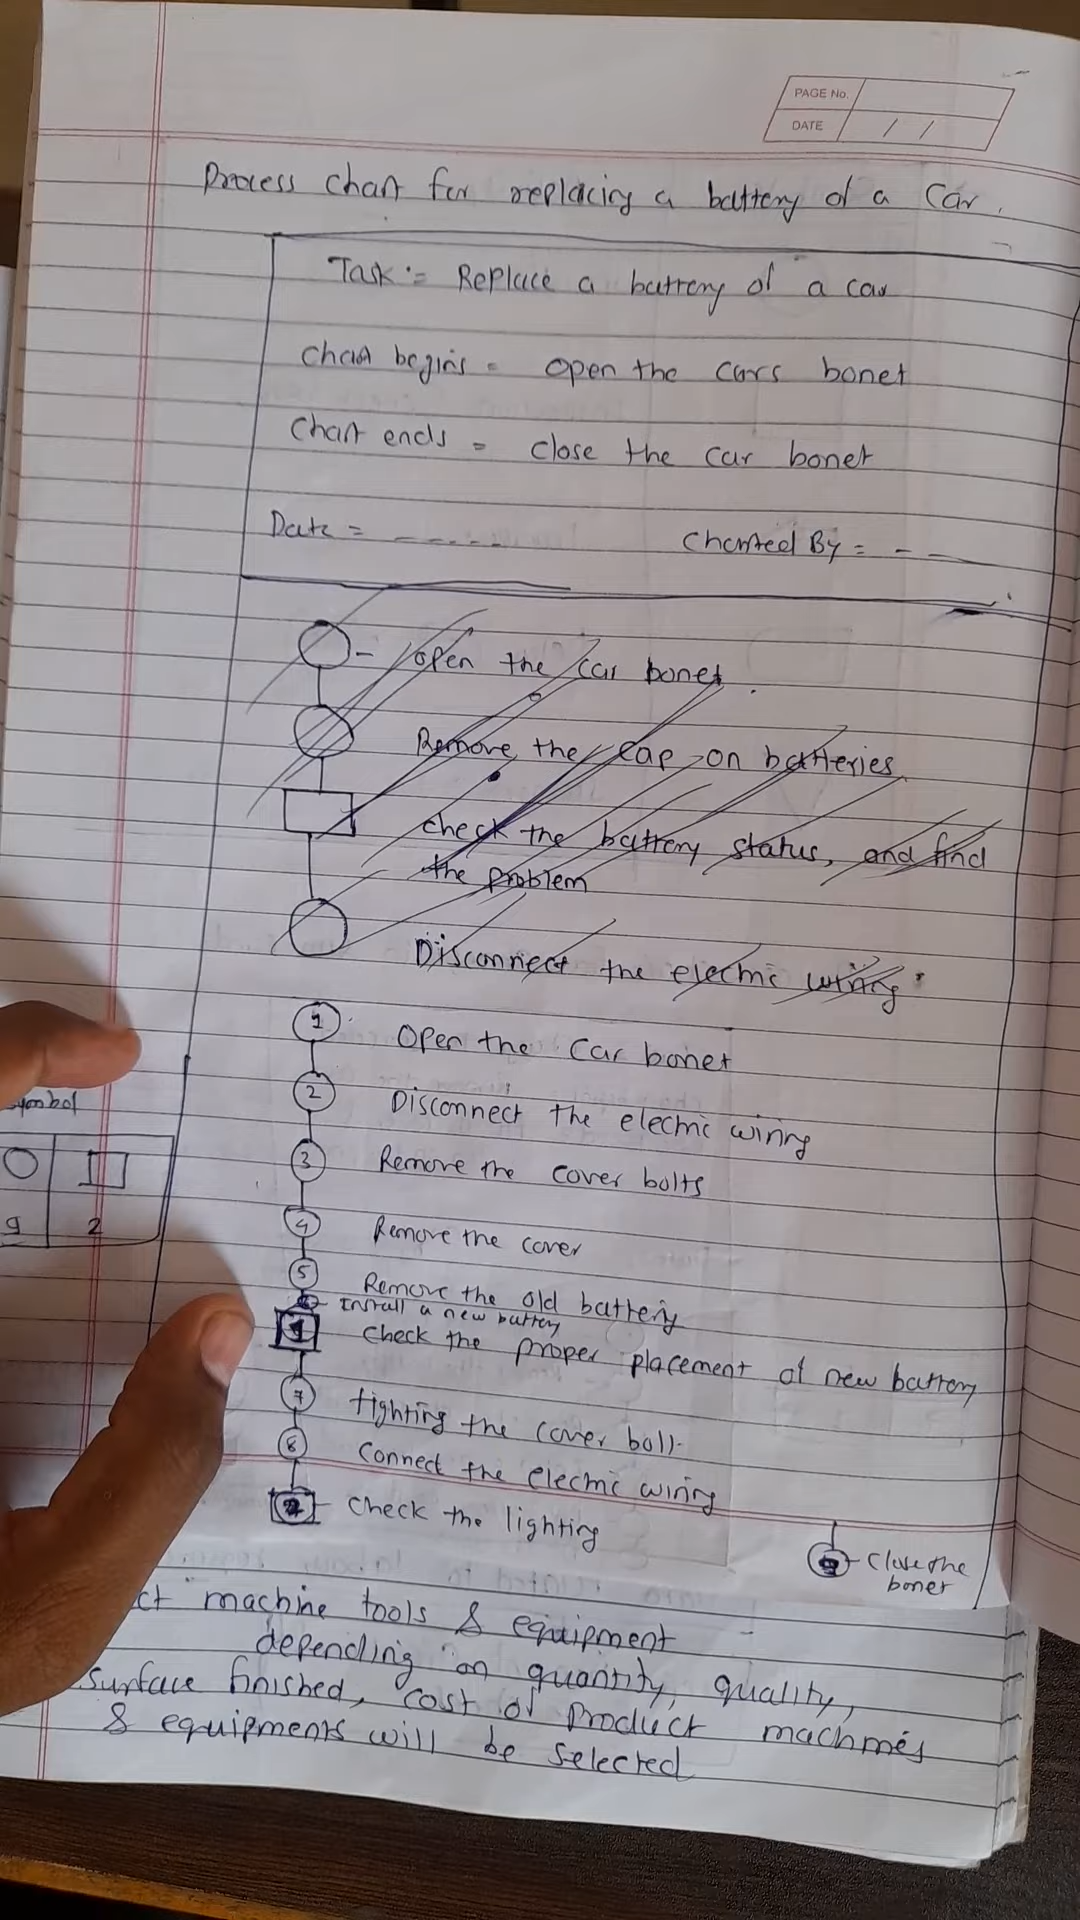 PAGE No.
DATE / /
Process chart for replacing a battery of a car.
Task := Replace a battery of a car
Chart begins = open the cars bonet
Chart ends = close the car bonet
Date = ------ Charted By = - -
- open the car bonet
Remove the cap on batteries
check the battery status, and find
the problem
Disconnect the electric wiring
1 Open the Car bonet
2 Disconnect the electric wiring
3 Remove the cover bolts
4 Remove the cover
5 Remove the old battery
Install a new battery
1 Check the proper placement of new battery
7 tighting the cover bolt
8 Connect the electric wiring
2 - Check the lighting
9 - Close the
bonet
symbol
9 2
ct machine tools & equipment
depending on quantity, quality,
surface finished, cost of product machines
& equipments will be selected